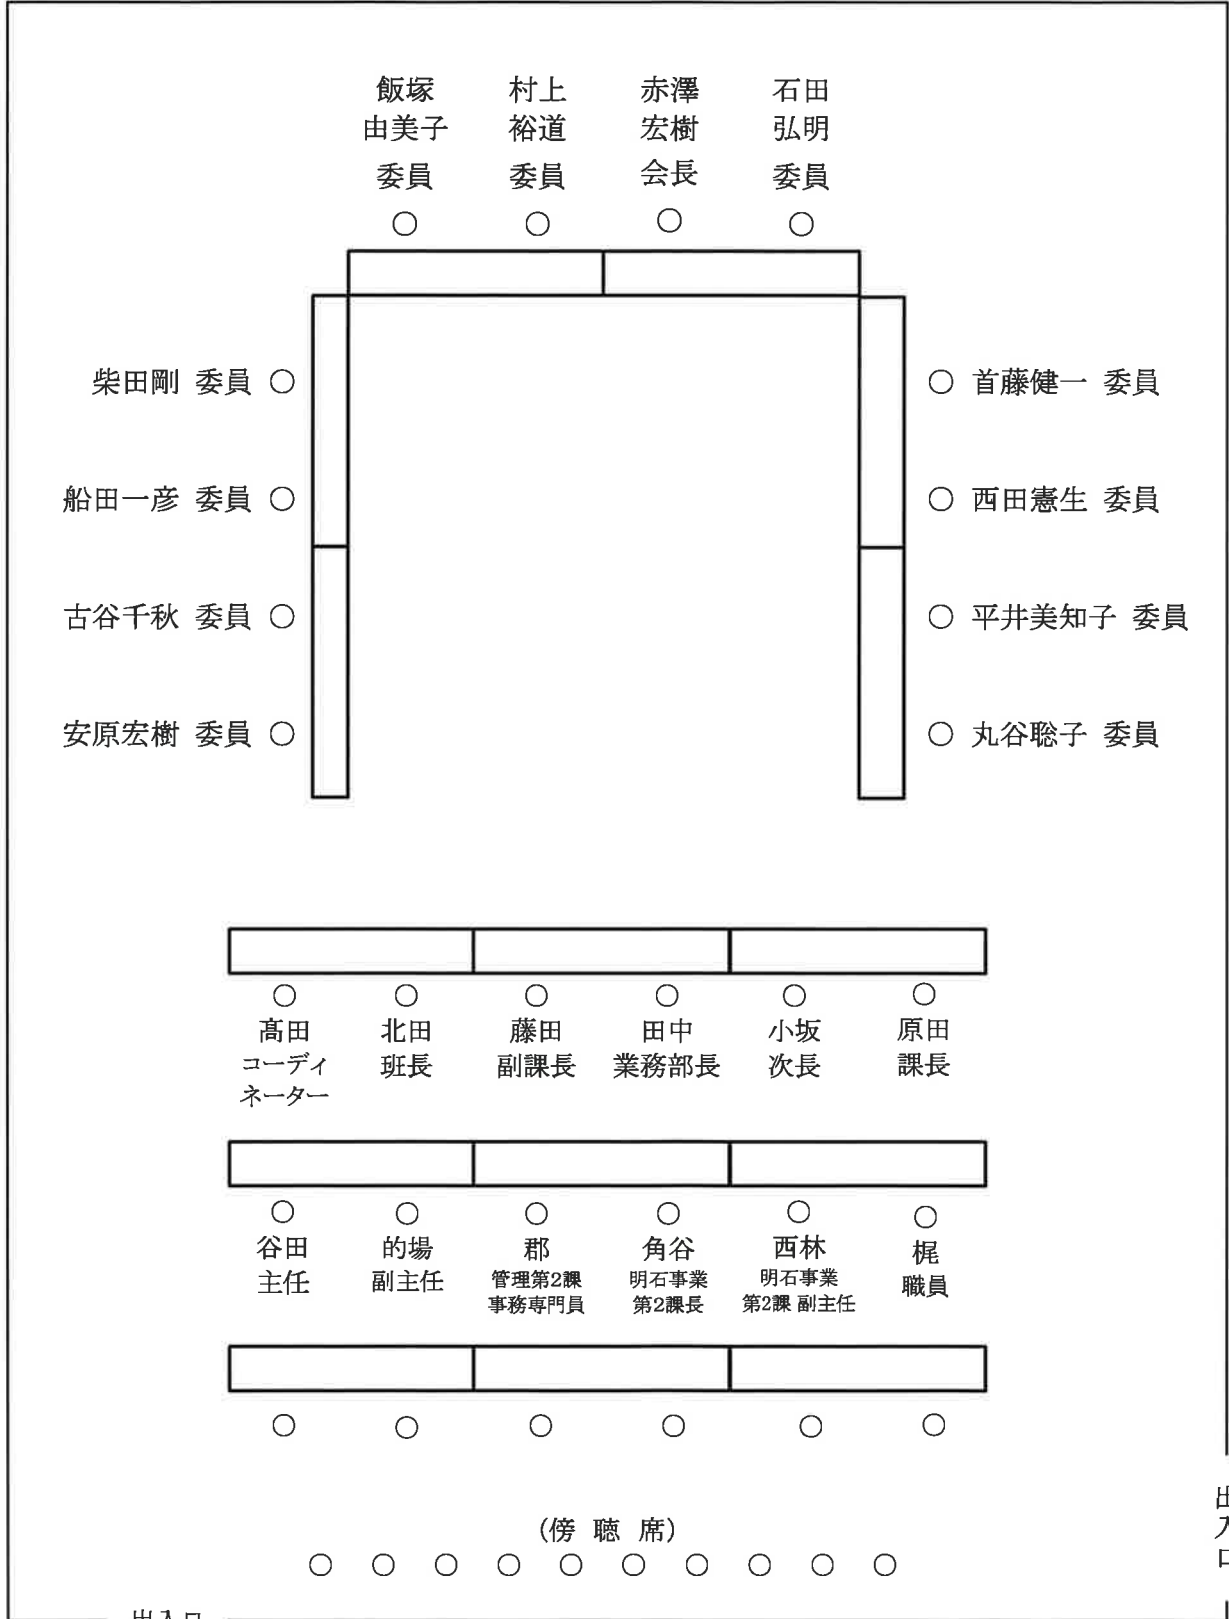 飯塚
由美子
委員
村上
裕道
委員
赤澤
宏樹
会長
石田
弘明
委員
柴田剛 委員
首藤健一 委員
船田一彦 委員
西田憲生 委員
古谷千秋 委員
平井美知子 委員
安原宏樹 委員
丸谷聡子 委員
髙田
コーディ
ネーター
北田
班長
藤田
副課長
田中
業務部長
小坂
次長
原田
課長
谷田
主任
的場
副主任
郡
管理第2課
事務専門員
角谷
明石事業
第2課長
西林
明石事業
第2課 副主任
梶
職員
(傍 聴 席)
出入口
出入口